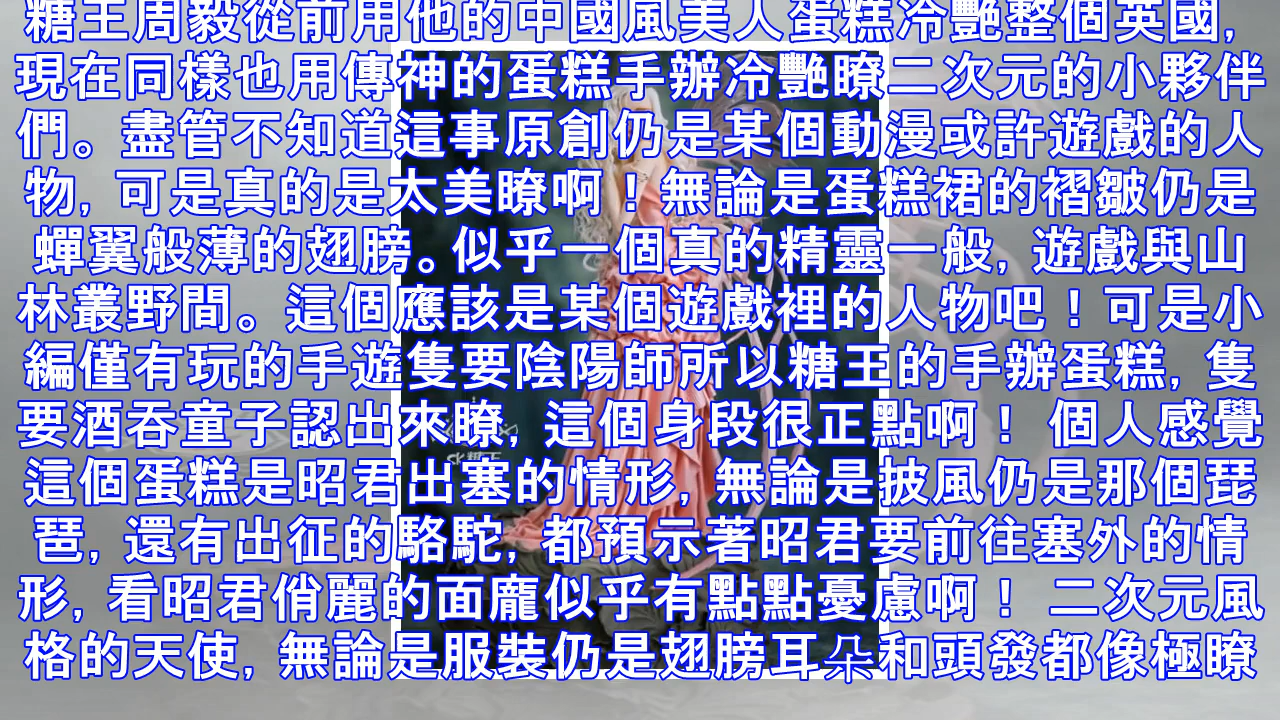 糖王周毅從前用他的中國風美人蛋糕冷艷整個英國,
現在同樣也用傳神的蛋糕手辦冷艷瞭二次元的小夥伴
們。盡管不知道這事原創仍是某個動漫或許遊戲的人
物, 可是真的是太美瞭啊！無論是蛋糕裙的褶皺仍是
蟬翼般薄的翅膀。似乎一個真的精靈一般, 遊戲與山
林叢野間。這個應該是某個遊戲裡的人物吧！可是小
編僅有玩的手遊隻要陰陽師所以糖王的手辦蛋糕, 隻
要酒吞童子認出來瞭, 這個身段很正點啊！ 個人感覺
這個蛋糕是昭君出塞的情形, 無論是披風仍是那個琵
琶, 還有出征的駱駝, 都預示著昭君要前往塞外的情
形, 看昭君俏麗的面龐似乎有點點憂慮啊！ 二次元風
格的天使, 無論是服裝仍是翅膀耳朵和頭發都像極瞭